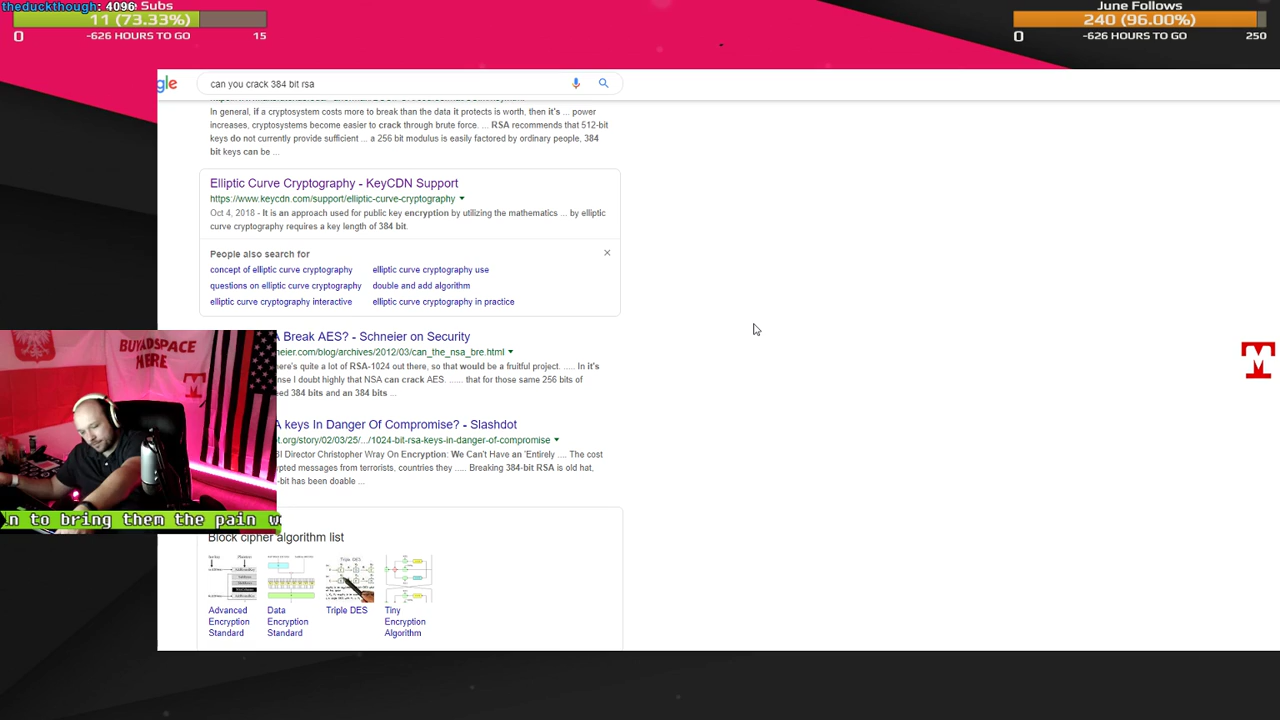 theduckthough: 4096
Subs
11 (73.33%)
0
-626 HOURS TO GO
15
June Follows
240 (96.00%)
0
-626 HOURS TO GO
250
gle
can you crack 384 bit rsa
In general, if a cryptosystem costs more to break than the data it protects is worth, then it's ... power
increases, cryptosystems become easier to crack through brute force. ... RSA recommends that 512-bit
keys do not currently provide sufficient ... a 256 bit modulus is easily factored by ordinary people, 384
bit keys can be ...
Elliptic Curve Cryptography - KeyCDN Support
https://www.keycdn.com/support/elliptic-curve-cryptography
Oct 4, 2018 - It is an approach used for public key encryption by utilizing the mathematics ... by elliptic
curve cryptography requires a key length of 384 bit.
People also search for
concept of elliptic curve cryptography
elliptic curve cryptography use
questions on elliptic curve cryptography
double and add algorithm
elliptic curve cryptography interactive
elliptic curve cryptography in practice
A Break AES? - Schneier on Security
neier.com/blog/archives/2012/03/can_the_nsa_bre.html
ere's quite a lot of RSA-1024 out there, so that would be a fruitful project. .... In it's
nse I doubt highly that NSA can crack AES. ...... that for those same 256 bits of
eed 384 bits and an 384 bits ...
A keys In Danger Of Compromise? - Slashdot
ot.org/story/02/03/25/.../1024-bit-rsa-keys-in-danger-of-compromise
BI Director Christopher Wray On Encryption: We Can't Have an 'Entirely .... The cost
pted messages from terrorists, countries they ..... Breaking 384-bit RSA is old hat,
-bit has been doable ...
Block cipher algorithm list
Advanced
Encryption
Standard
Data
Encryption
Standard
Triple DES
Tiny
Encryption
Algorithm
BUY ADSPACE
HERE
n to bring them the pain w